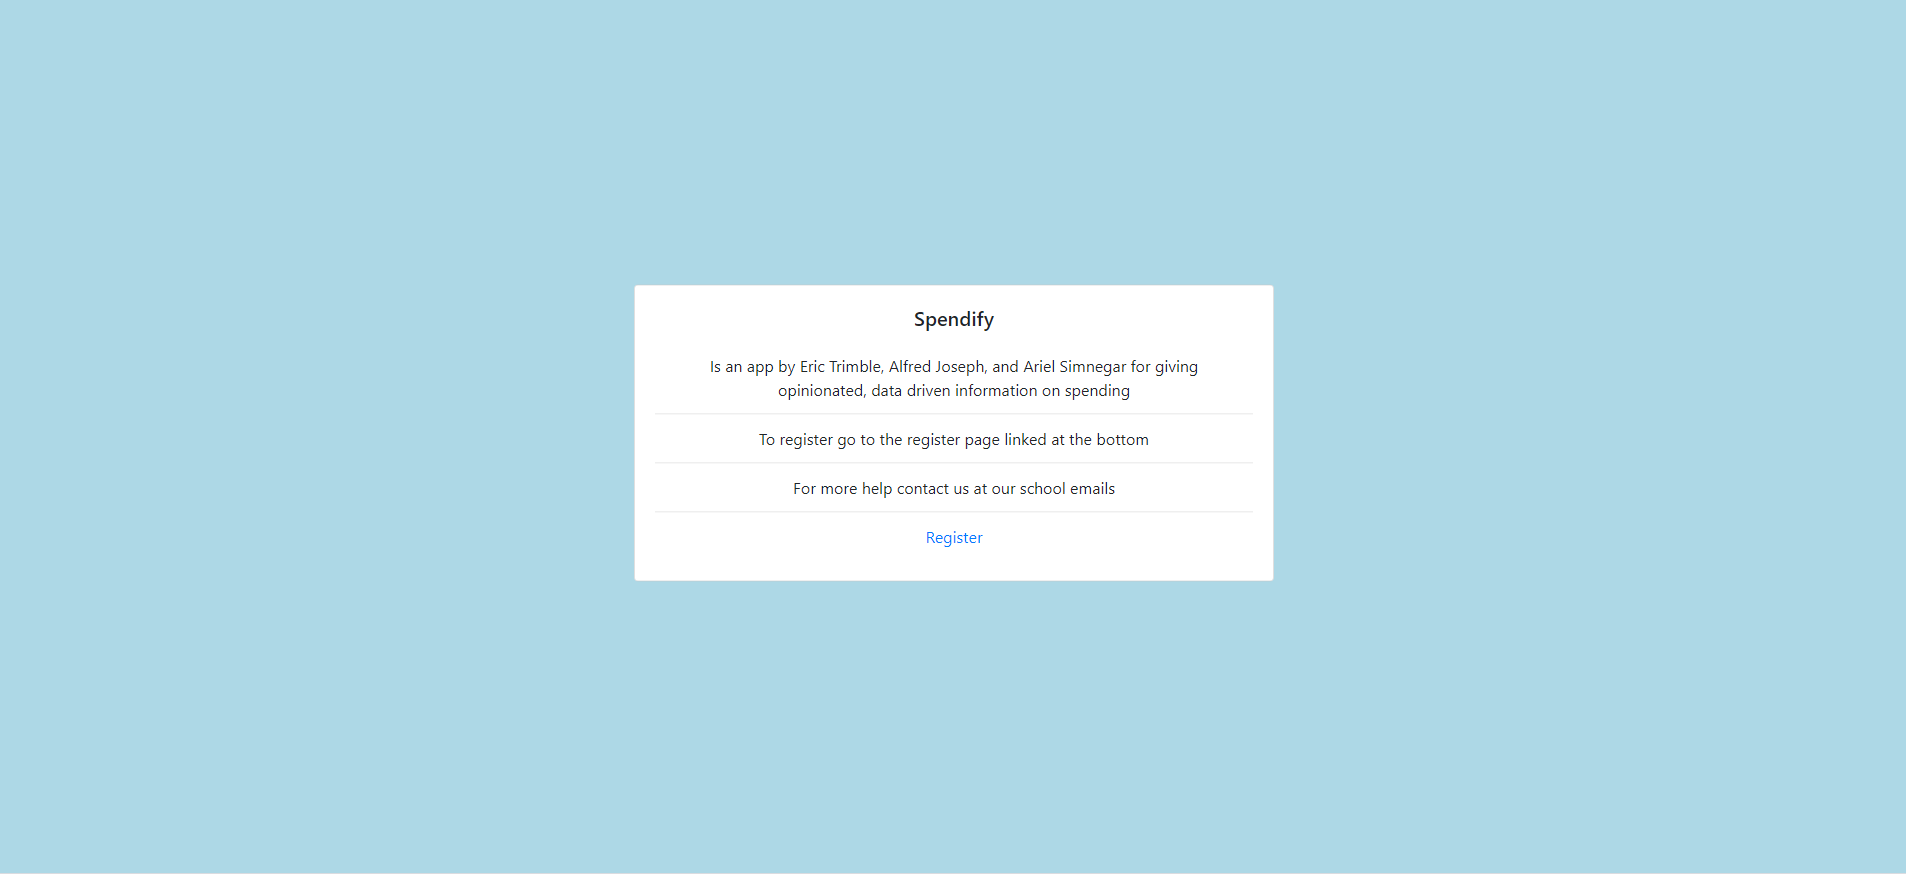 Spendify
Is an app by Eric Trimble, Alfred Joseph, and Ariel Simnegar for giving
opinionated, data driven information on spending
To register go to the register page linked at the bottom
For more help contact us at our school emails
Register